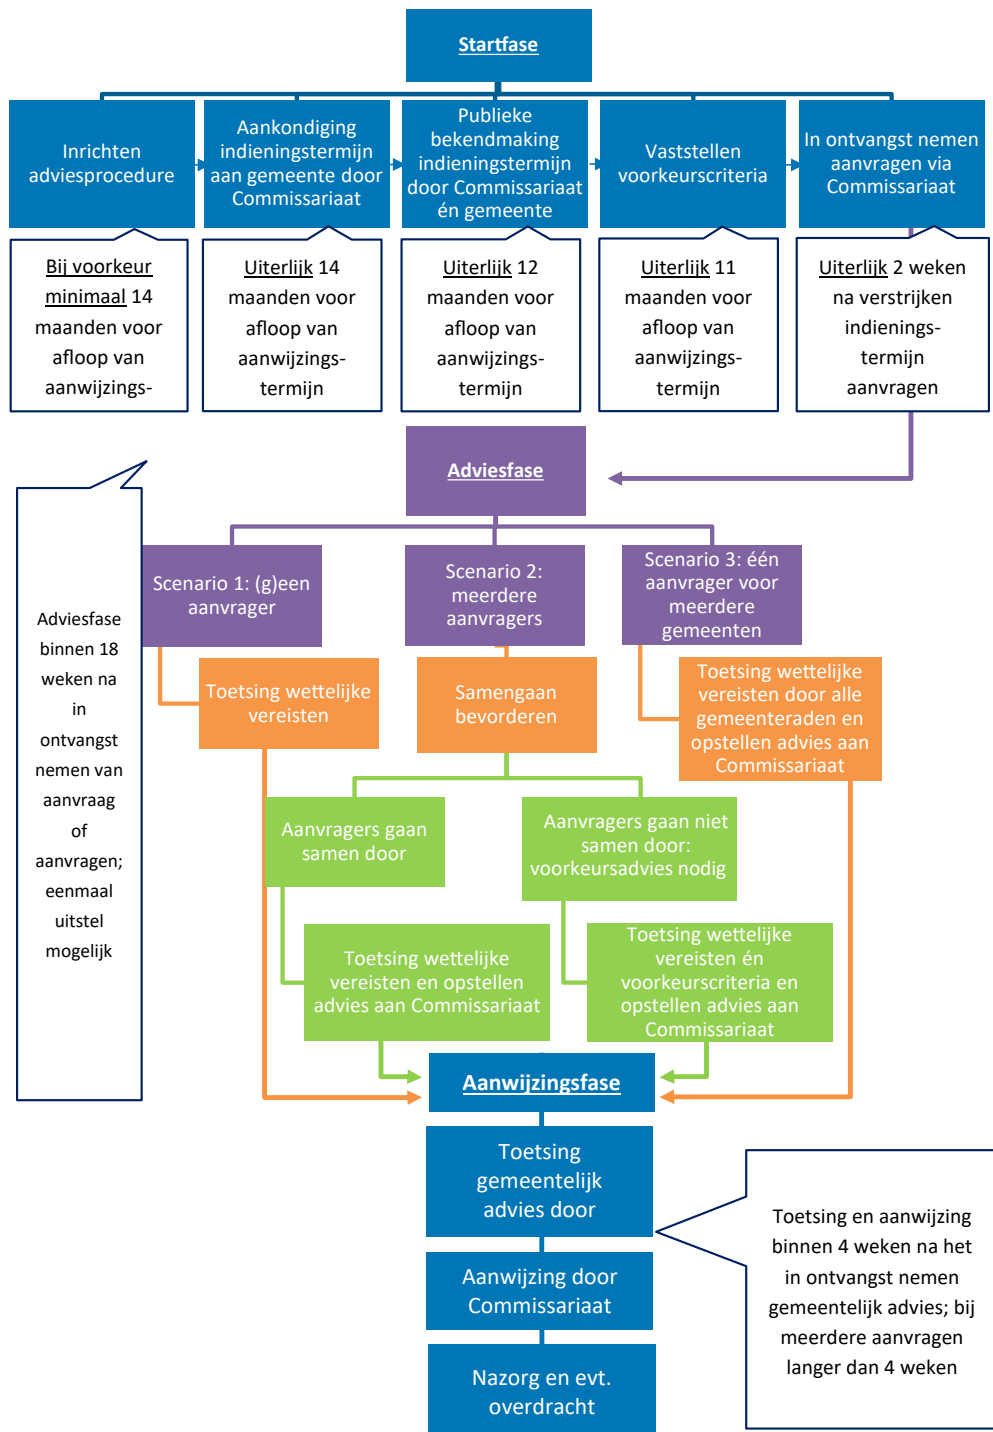 Startfase
Inrichten
adviesprocedure
Aankondiging
indieningstermijn
aan gemeente door
Commissariaat
Publieke
bekendmaking
indieningstermijn
door Commissariaat
én gemeente
Vaststellen
voorkeurscriteria
In ontvangst nemen
aanvragen via
Commissariaat
Bij voorkeur
minimaal 14
maanden voor
afloop van
aanwijzings-
Uiterlijk 14
maanden voor
afloop van
aanwijzings-
termijn
Uiterlijk 12
maanden voor
afloop van
aanwijzings-
termijn
Uiterlijk 11
maanden voor
afloop van
aanwijzings-
termijn
Uiterlijk 2 weken
na verstrijken
indienings-
termijn
aanvragen
Adviesfase
Adviesfase
binnen 18
weken na
in
ontvangst
nemen van
aanvraag
of
aanvragen;
eenmaal
uitstel
mogelijk
Scenario 1: (g)een
aanvrager
Scenario 2:
meerdere
aanvragers
Scenario 3: één
aanvrager voor
meerdere
gemeenten
Toetsing wettelijke
vereisten
Samengaan
bevorderen
Toetsing wettelijke
vereisten door alle
gemeenteraden en
opstellen advies aan
Commissariaat
Aanvragers gaan
samen door
Aanvragers gaan niet
samen door:
voorkeursadvies nodig
Toetsing wettelijke
vereisten en opstellen
advies aan Commissariaat
Toetsing wettelijke
vereisten én
voorkeurscriteria en
opstellen advies aan
Commissariaat
Aanwijzingsfase
Toetsing
gemeentelijk
advies door
Aanwijzing door
Commissariaat
Nazorg en evt.
overdracht
Toetsing en aanwijzing
binnen 4 weken na het
in ontvangst nemen
gemeentelijk advies; bij
meerdere aanvragen
langer dan 4 weken